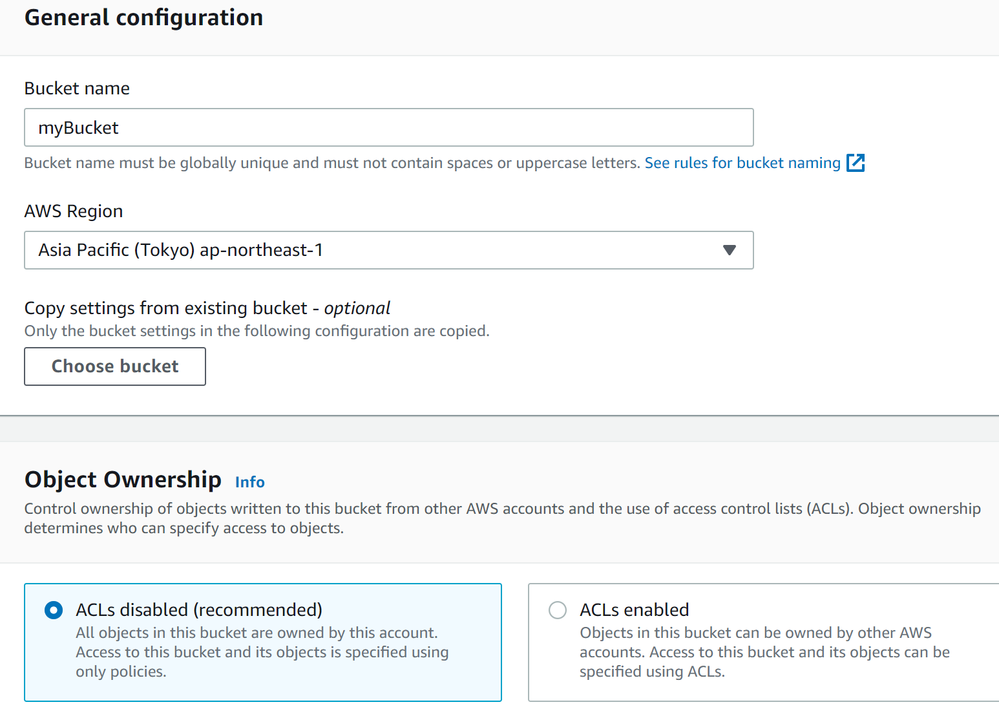 General configuration
Bucket name
myBucket
Bucket name must be globally unique and must not contain spaces or uppercase letters. See rules for bucket naming
AWS Region
Asia Pacific (Tokyo) ap-northeast-1
Copy settings from existing bucket - optional
Only the bucket settings in the following configuration are copied.
Choose bucket
Object Ownership Info
Control ownership of objects written to this bucket from other AWS accounts and the use of access control lists (ACLs). Object ownership
determines who can specify access to objects.
ACLs disabled (recommended)
All objects in this bucket are owned by this account.
Access to this bucket and its objects is specified using
only policies.
ACLs enabled
Objects in this bucket can be owned by other AWS
accounts. Access to this bucket and its objects can be
specified using ACLs.